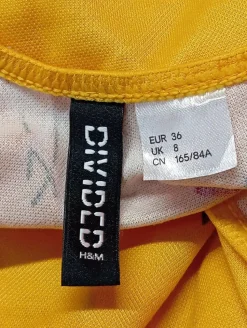 DIVIDED
H&M
EUR 36
UK 8
CN 165/84A